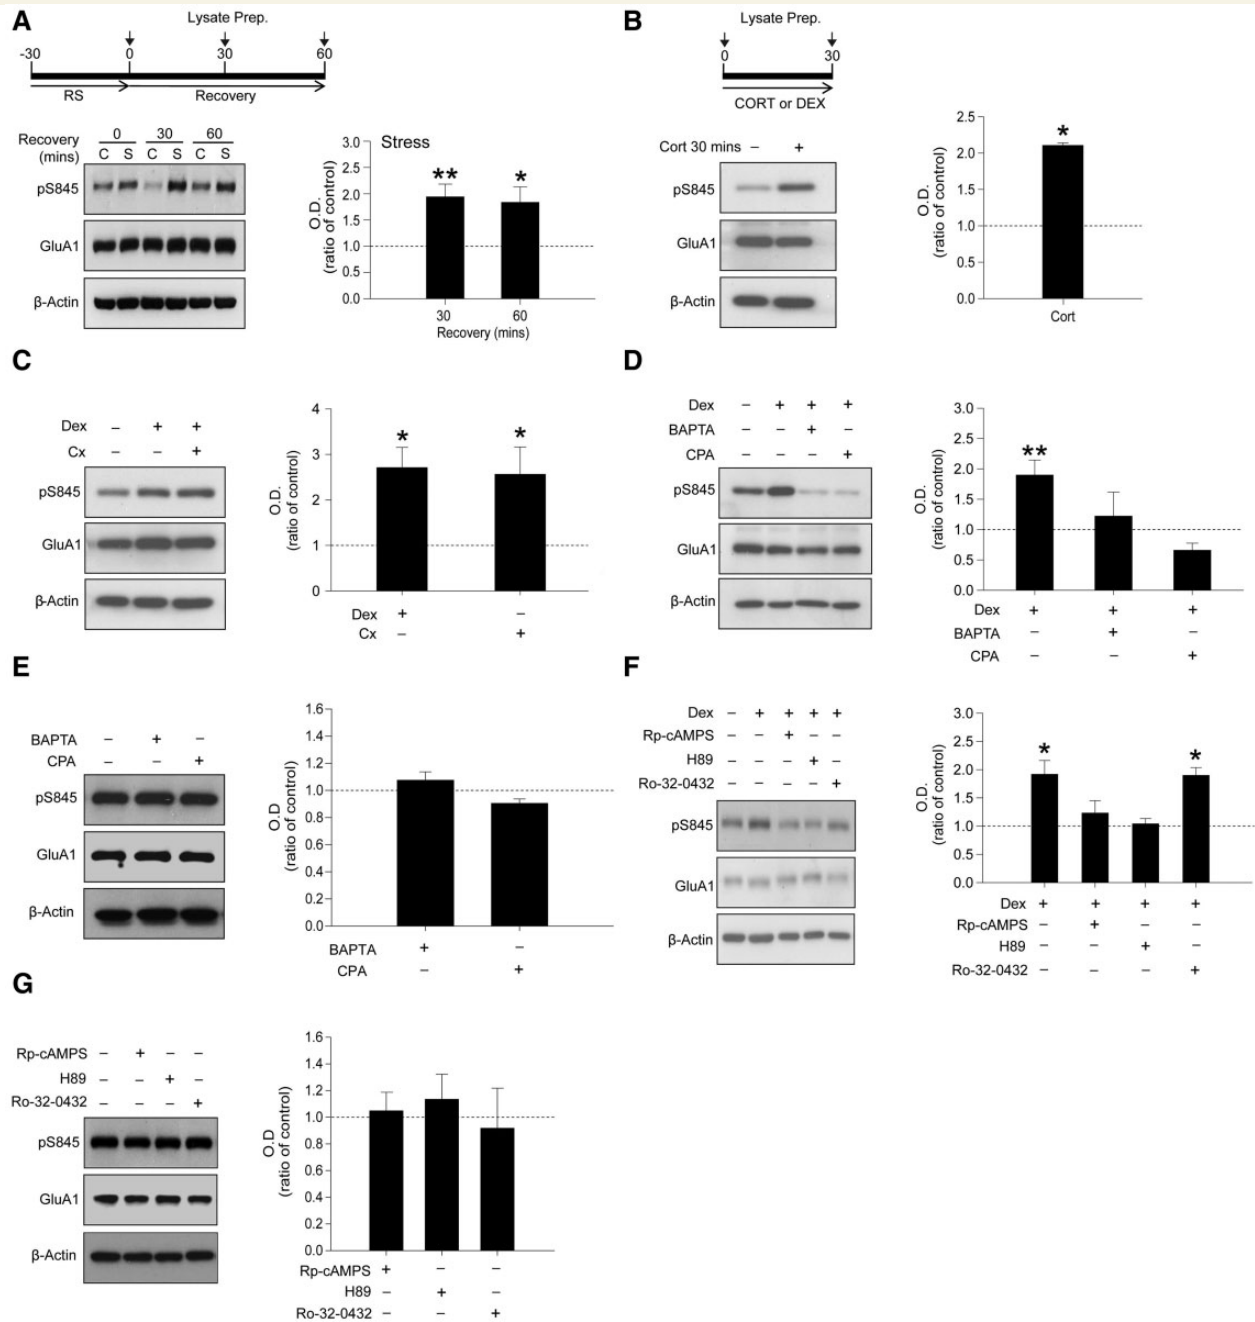 A
Lysate Prep.
-30 0 30 60
RS Recovery
Recovery (mins) 0 30 60
C S C S C S
pS845
GluA1
β-Actin
Stress
O.D. (ratio of control)
3.0
2.5
2.0
1.5
1.0
0.5
0.0
** *
30 60
Recovery (mins)
B
Lysate Prep.
0 30
CORT or DEX
Cort 30 mins – +
pS845
GluA1
β-Actin
O.D. (ratio of control)
2.5
2.0
1.5
1.0
0.5
0.0
*
Cort
C
Dex – + +
Cx – – +
pS845
GluA1
β-Actin
O.D. (ratio of control)
4
3
2
1
0
* *
Dex + –
Cx – +
D
Dex – + + +
BAPTA – – + –
CPA – – – +
pS845
GluA1
β-Actin
O.D. (ratio of control)
3.0
2.5
2.0
1.5
1.0
0.5
0.0
**
Dex + + +
BAPTA – + –
CPA – – +
E
BAPTA – + –
CPA – – +
pS845
GluA1
β-Actin
O.D (ratio of control)
1.6
1.4
1.2
1.0
0.8
0.6
0.4
0.2
0.0
BAPTA + –
CPA – +
F
Dex – + + + +
Rp-cAMPS – – + – –
H89 – – – + –
Ro-32-0432 – – – – +
pS845
GluA1
β-Actin
O.D. (ratio of control)
3.0
2.5
2.0
1.5
1.0
0.5
0.0
* *
Dex + + + +
Rp-cAMPS – + – –
H89 – – + –
Ro-32-0432 – – – +
G
Rp-cAMPS – + – –
H89 – – + –
Ro-32-0432 – – – +
pS845
GluA1
β-Actin
O.D (ratio of control)
1.6
1.4
1.2
1.0
0.8
0.6
0.4
0.2
0.0
Rp-cAMPS + – –
H89 – + –
Ro-32-0432 – – +